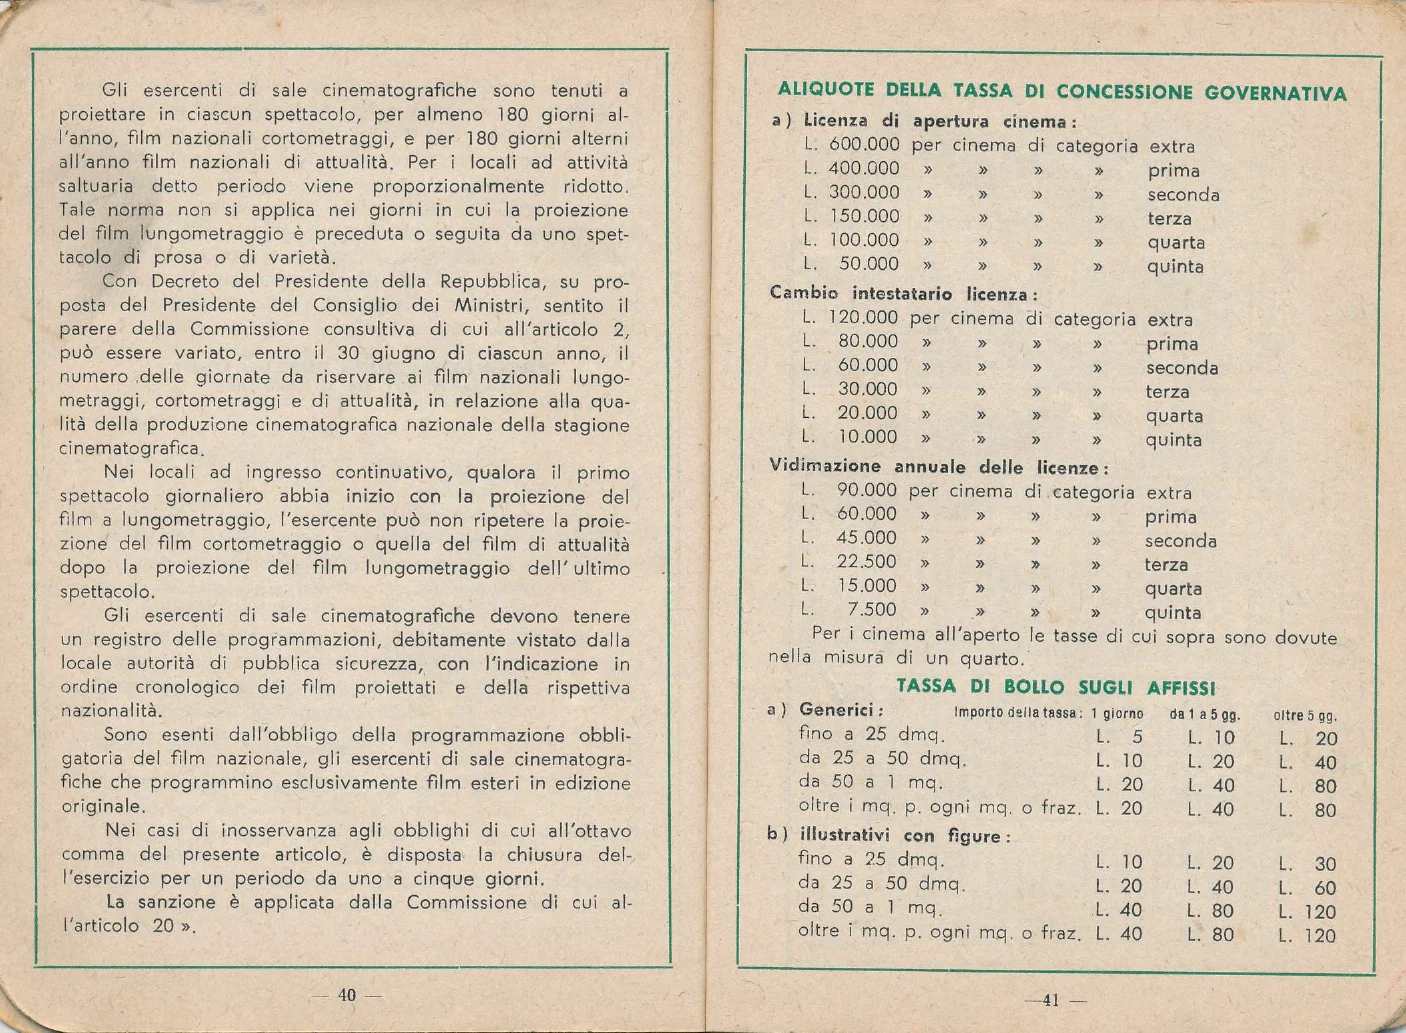 Gli esercenti di sale cinematografiche sono tenuti a
proiettare in ciascun spettacolo, per almeno 180 giorni al-
l'anno, film nazionali cortometraggi, e per 180 giorni alterni
all'anno film nazionali di attualità. Per i locali ad attività
saltuaria detto periodo viene proporzionalmente ridotto.
Tale norma non si applica nei giorni in cui la proiezione
del film lungometraggio è preceduta o seguita da uno spet-
tacolo di prosa o di varietà.
Con Decreto del Presidente della Repubblica, su pro-
posta del Presidente del Consiglio dei Ministri, sentito il
parere della Commissione consultiva di cui all'articolo 2,
può essere variato, entro il 30 giugno di ciascun anno, il
numero delle giornate da riservare ai film nazionali lungo-
metraggi, cortometraggi e di attualità, in relazione alla qua-
lità della produzione cinematografica nazionale della stagione
cinematografica.
Nei locali ad ingresso continuativo, qualora il primo
spettacolo giornaliero abbia inizio con la proiezione del
film a lungometraggio, l'esercente può non ripetere la proie-
zione del film cortometraggio o quella del film di attualità
dopo la proiezione del film lungometraggio dell'ultimo
spettacolo.
Gli esercenti di sale cinematografiche devono tenere
un registro delle programmazioni, debitamente vistato dalla
locale autorità di pubblica sicurezza, con l'indicazione in
ordine cronologico dei film proiettati e della rispettiva
nazionalità.
Sono esenti dall'obbligo della programmazione obbli-
gatoria del film nazionale, gli esercenti di sale cinematogra-
fiche che programmino esclusivamente film esteri in edizione
originale.
Nei casi di inosservanza agli obblighi di cui all'ottavo
comma del presente articolo, è disposta la chiusura del-
l'esercizio per un periodo da uno a cinque giorni.
La sanzione è applicata dalla Commissione di cui al-
l'articolo 20 ».
— 40 —
ALIQUOTE DELLA TASSA DI CONCESSIONE GOVERNATIVA
a) Licenza di apertura cinema:
L. 600.000 per cinema di categoria extra
L. 400.000 » » » » prima
L. 300.000 » » » » seconda
L. 150.000 » » » » terza
L. 100.000 » » » » quarta
L. 50.000 » » » » quinta
Cambio intestatario licenza:
L. 120.000 per cinema di categoria extra
L. 80.000 » » » » prima
L. 60.000 » » » » seconda
L. 30.000 » » » » terza
L. 20.000 » » » » quarta
L. 10.000 » » » » quinta
Vidimazione annuale delle licenze:
L. 90.000 per cinema di categoria extra
L. 60.000 » » » » prima
L. 45.000 » » » » seconda
L. 22.500 » » » » terza
L. 15.000 » » » » quarta
L. 7.500 » » » » quinta
Per i cinema all'aperto le tasse di cui sopra sono dovute
nella misura di un quarto.
TASSA DI BOLLO SUGLI AFFISSI
a) Generici: Importo della tassa: 1 giorno da 1 a 5 gg. oltre 5 gg.
fino a 25 dmq. L. 5 L. 10 L. 20
da 25 a 50 dmq. L. 10 L. 20 L. 40
da 50 a 1 mq. L. 20 L. 40 L. 80
oltre i mq. p. ogni mq. o fraz. L. 20 L. 40 L. 80
b) illustrativi con figure:
fino a 25 dmq. L. 10 L. 20 L. 30
da 25 a 50 dmq. L. 20 L. 40 L. 60
da 50 a 1 mq. L. 40 L. 80 L. 120
oltre i mq. p. ogni mq. o fraz. L. 40 L. 80 L. 120
—41 —